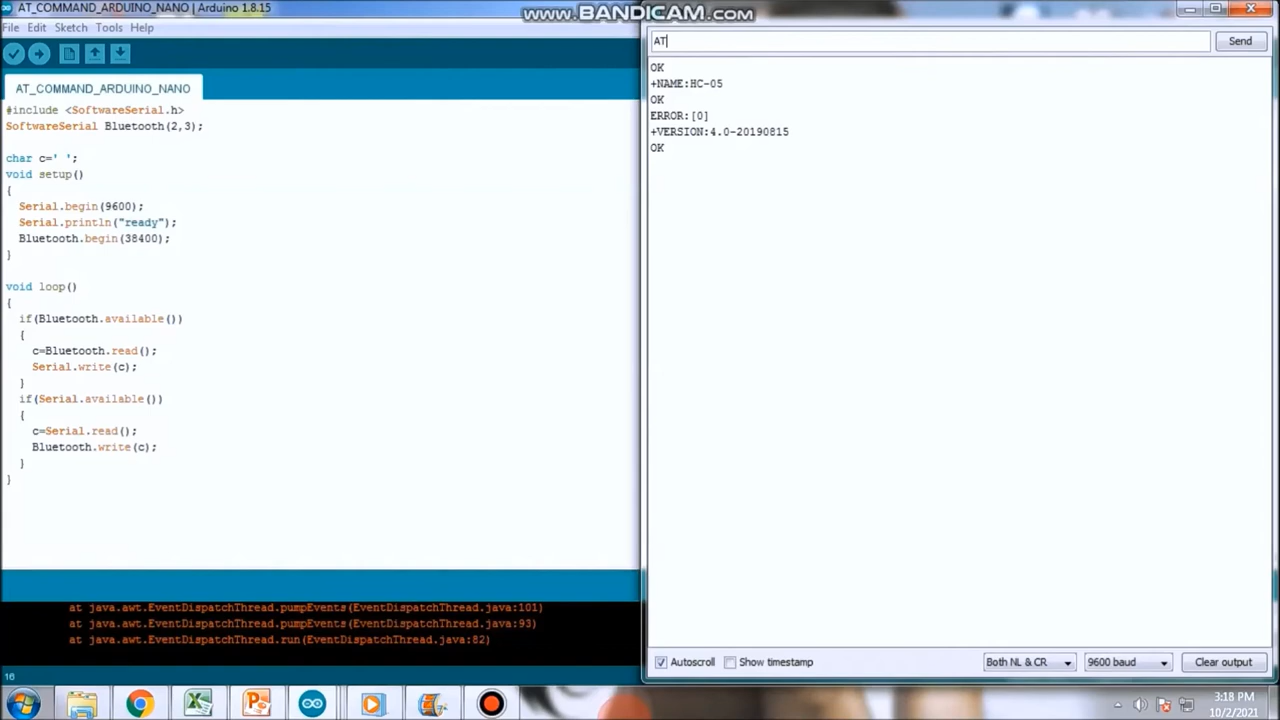 AT_COMMAND_ARDUINO_NANO | Arduino 1.8.15
www.BANDICAM.com
File Edit Sketch Tools Help
AT_COMMAND_ARDUINO_NANO
#include <SoftwareSerial.h>
SoftwareSerial Bluetooth(2,3);
char c=' ';
void setup()
{
Serial.begin(9600);
Serial.println("ready");
Bluetooth.begin(38400);
}
void loop()
{
if(Bluetooth.available())
{
c=Bluetooth.read();
Serial.write(c);
}
if(Serial.available())
{
c=Serial.read();
Bluetooth.write(c);
}
}
at java.awt.EventDispatchThread.pumpEvents(EventDispatchThread.java:101)
at java.awt.EventDispatchThread.pumpEvents(EventDispatchThread.java:93)
at java.awt.EventDispatchThread.run(EventDispatchThread.java:82)
16
AT
Send
OK
+NAME:HC-05
OK
ERROR:[0]
+VERSION:4.0-20190815
OK
Autoscroll Show timestamp Both NL & CR 9600 baud Clear output
3:18 PM
10/2/2021